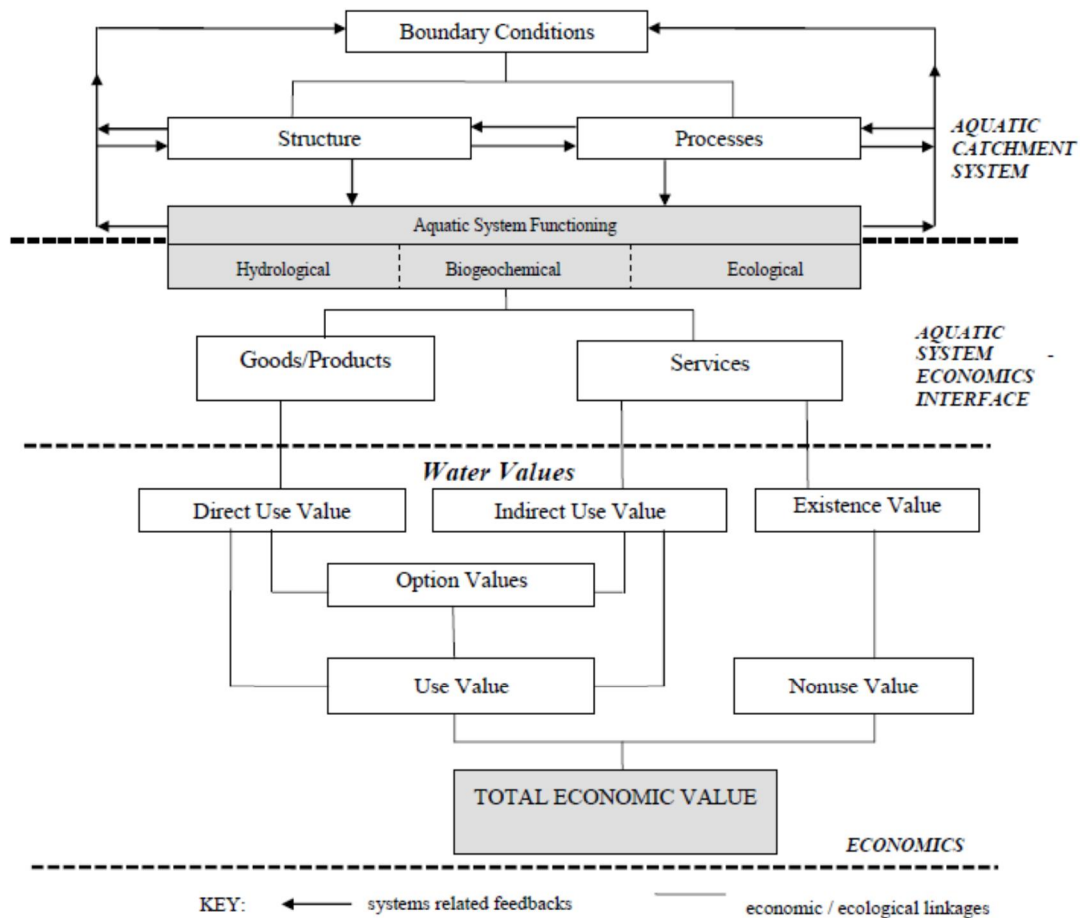 Boundary Conditions
Structure
Processes
AQUATIC
CATCHMENT
SYSTEM
Aquatic System Functioning
Hydrological
Biogeochemical
Ecological
Goods/Products
Services
AQUATIC
SYSTEM -
ECONOMICS
INTERFACE
Water Values
Direct Use Value
Indirect Use Value
Existence Value
Option Values
Use Value
Nonuse Value
TOTAL ECONOMIC VALUE
ECONOMICS
KEY: systems related feedbacks economic / ecological linkages